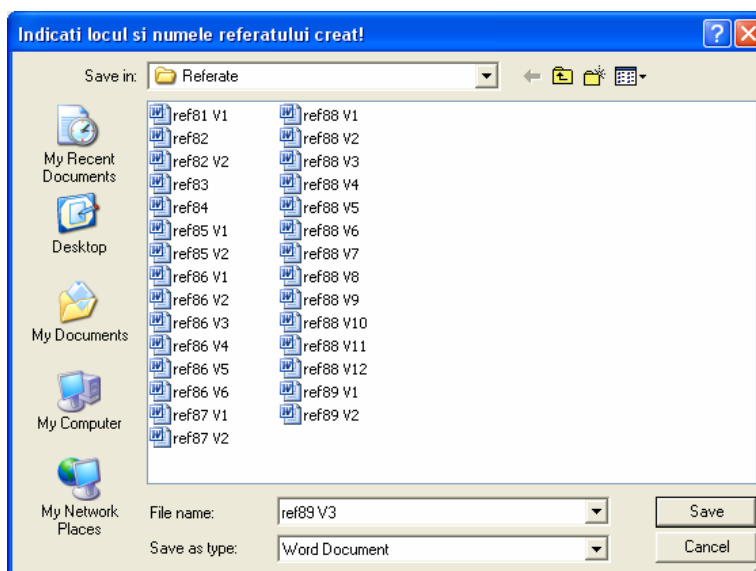 Indicati locul si numele referatului creat!
Save in:
Referate
My Recent
Documents
Desktop
My Documents
My Computer
My Network
Places
ref81 V1
ref82
ref82 V2
ref83
ref84
ref85 V1
ref85 V2
ref86 V1
ref86 V2
ref86 V3
ref86 V4
ref86 V5
ref86 V6
ref87 V1
ref87 V2
ref88 V1
ref88 V2
ref88 V3
ref88 V4
ref88 V5
ref88 V6
ref88 V7
ref88 V8
ref88 V9
ref88 V10
ref88 V11
ref88 V12
ref89 V1
ref89 V2
File name:
ref89 V3
Save
Save as type:
Word Document
Cancel